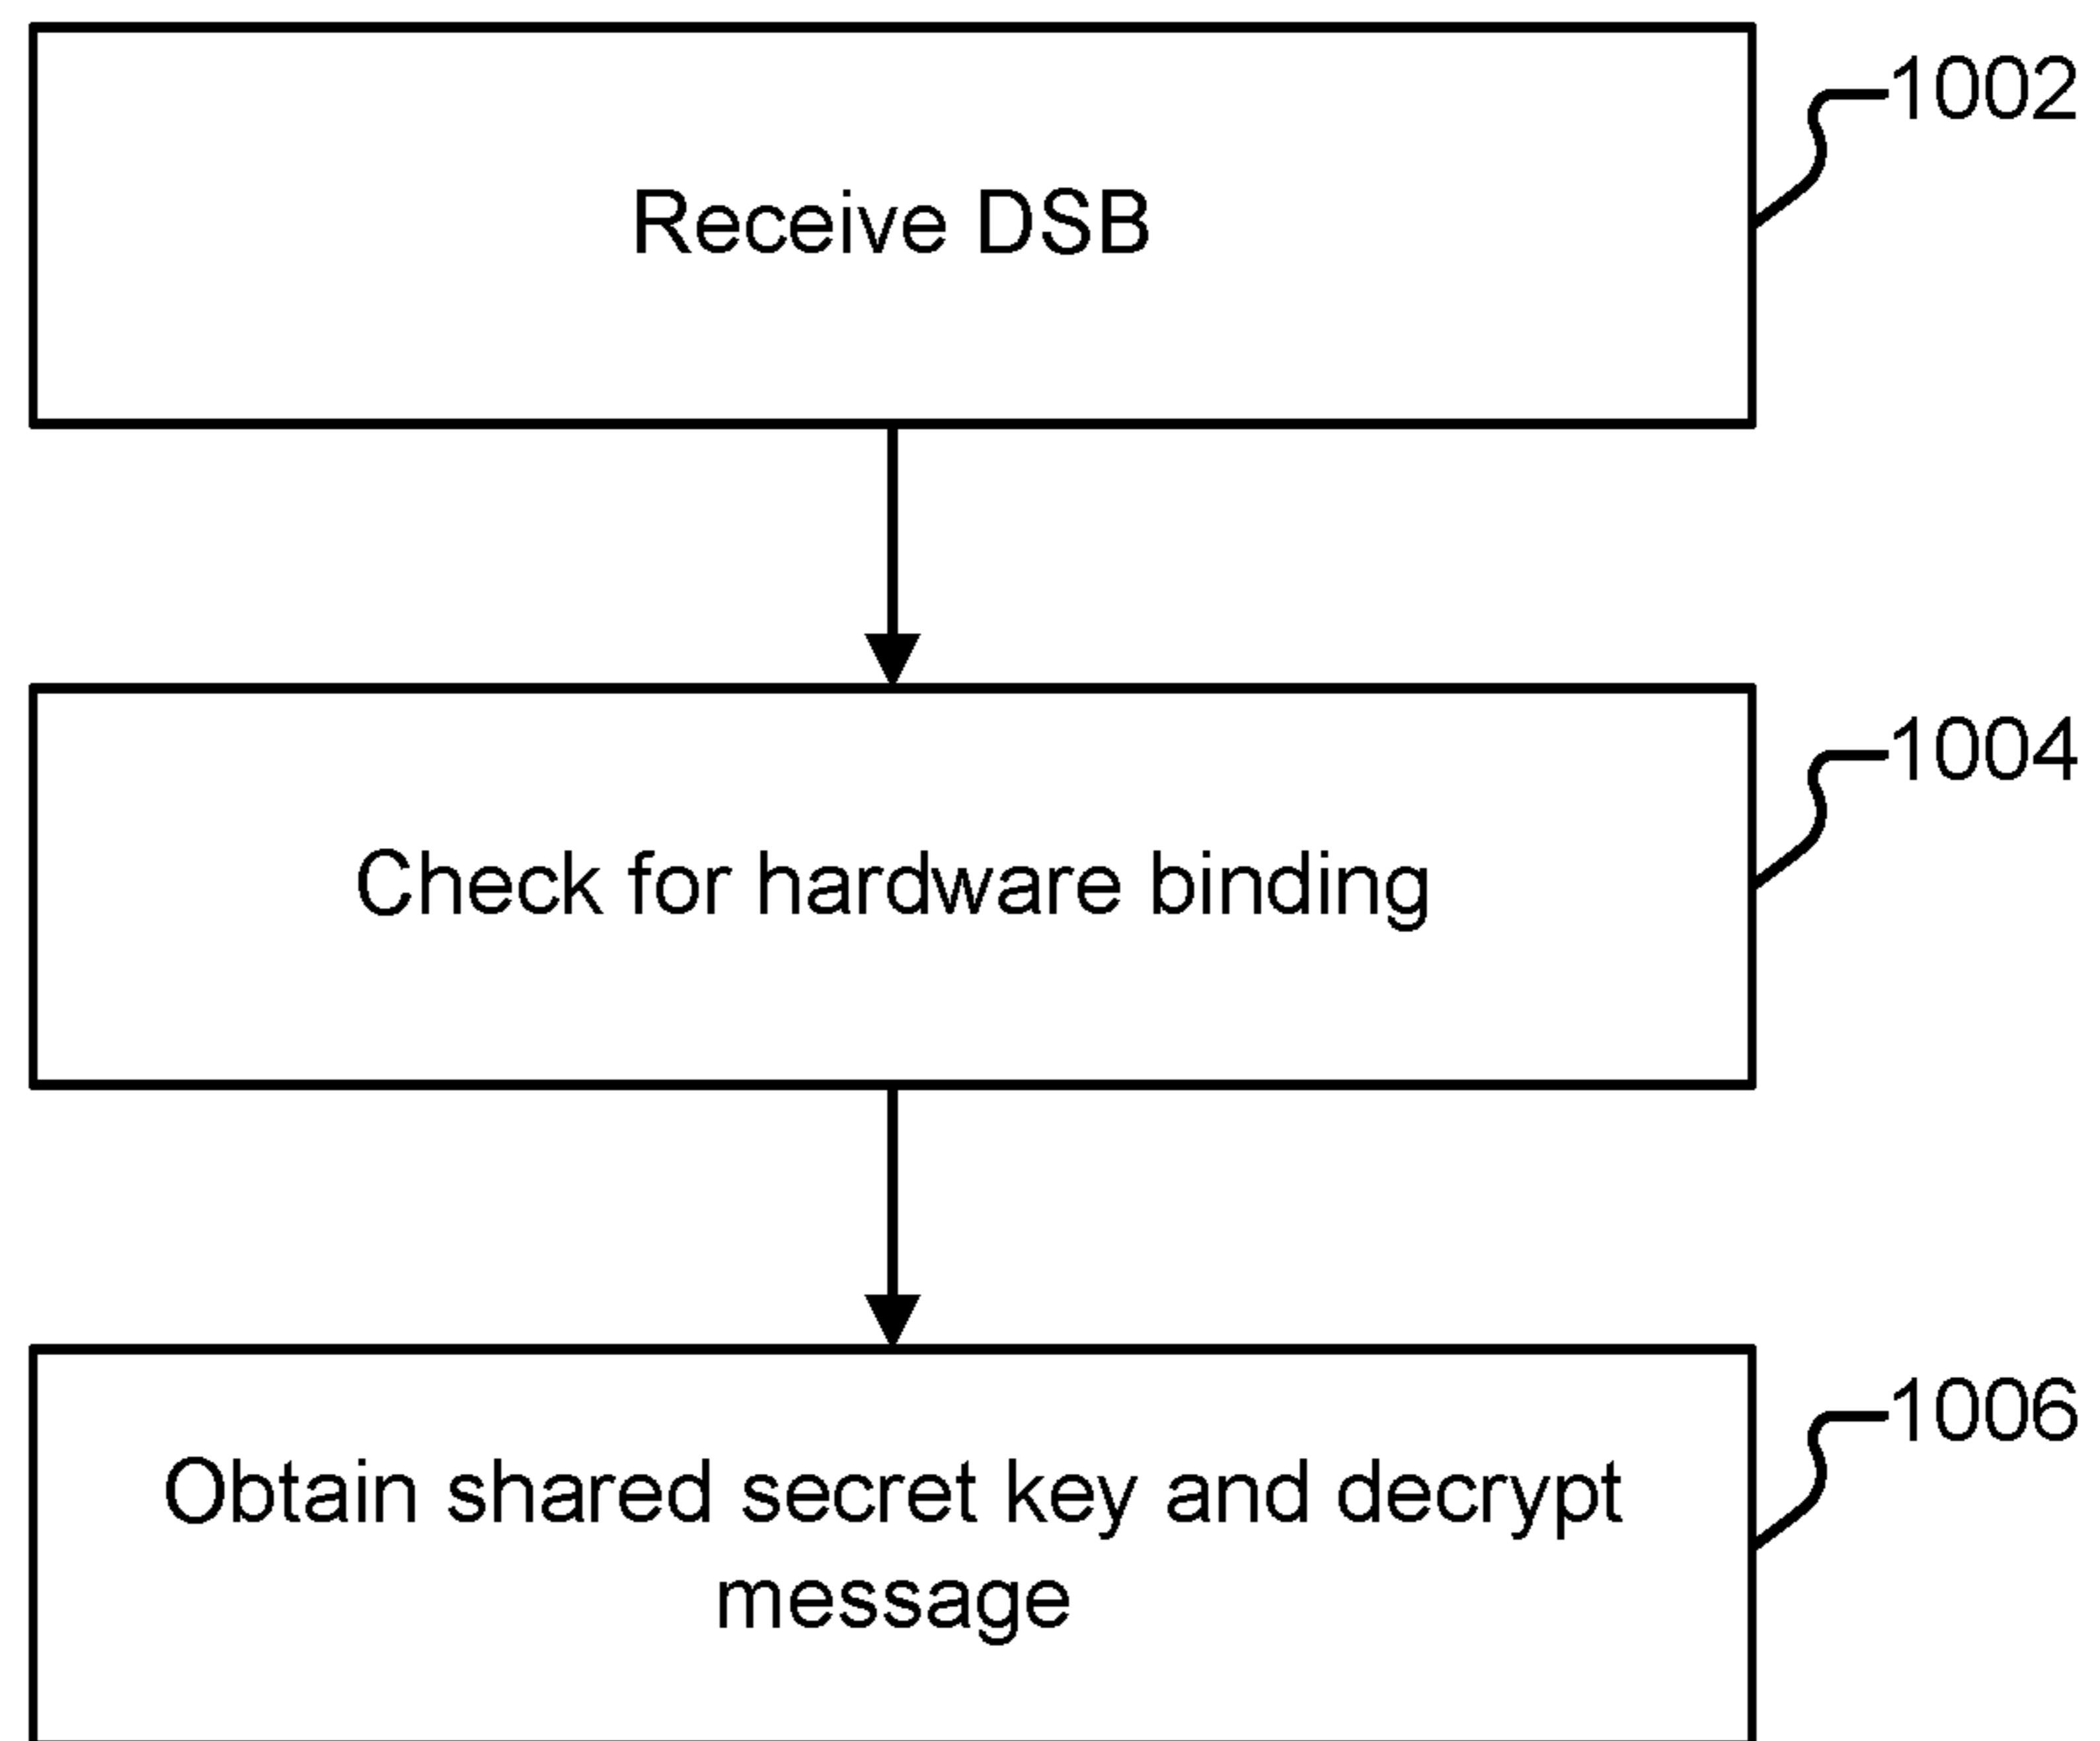 Receive DSB
1002
Check for hardware binding
1004
Obtain shared secret key and decrypt
message
1006